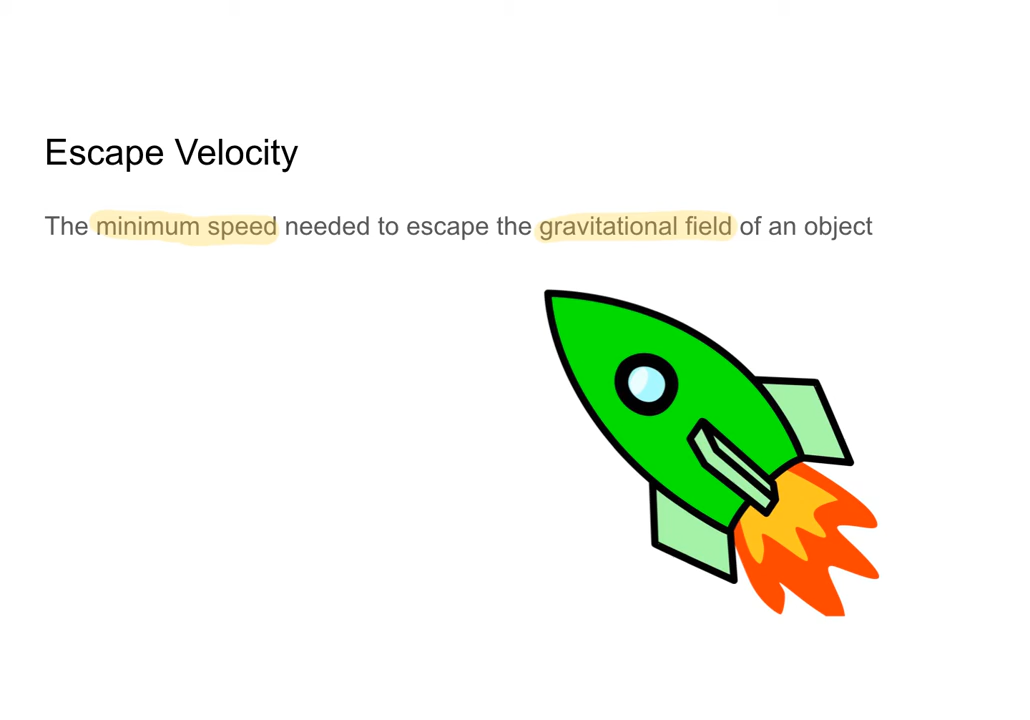 Escape Velocity
The minimum speed needed to escape the gravitational field of an object